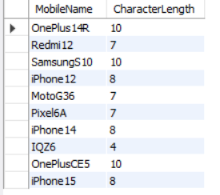 MobileName CharacterLength
OnePlus14R 10
Redmi12 7
SamsungS10 10
iPhone12 8
MotoG36 7
Pixel6A 7
iPhone14 8
IQZ6 4
OnePlusCE5 10
iPhone15 8